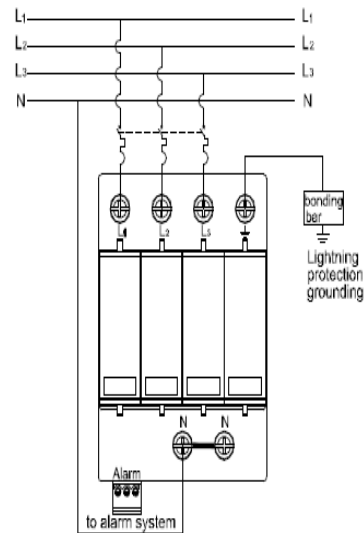 L1 L1
L2 L2
L3 L3
N N
L1 L2 L3
bonding
bar
Lightning
protection
grounding
N N
Alarm
to alarm system